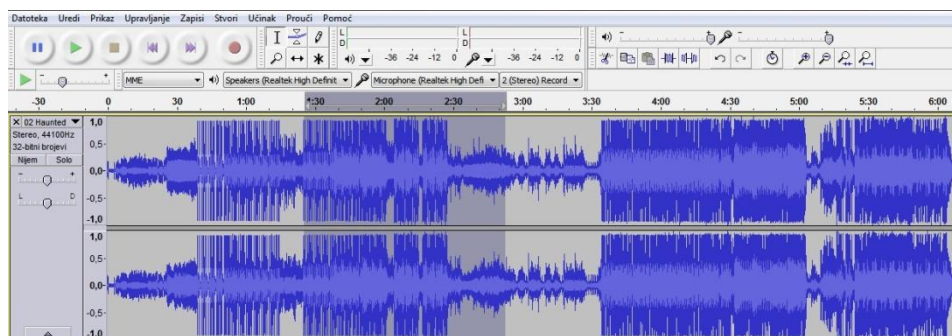 Datoteka Uredi Prikaz Upravljanje Zapisi Stvori Učinak Prouči Pomoć
L
D
-36 -24 -12 0
L
D
-36 -24 -12 0
MME
Speakers (Realtek High Definit
Microphone (Realtek High Defi
2 (Stereo) Record
-30 0 30 1:00 1:30 2:00 2:30 3:00 3:30 4:00 4:30 5:00 5:30 6:00
02 Haunted
Stereo, 44100Hz
32-bitni brojevi
Nijem Solo
- +
L D
1,0
0,5-
0,0-
-0,5-
-1,0
1,0
0,5-
0,0-
-0,5-
-1,0